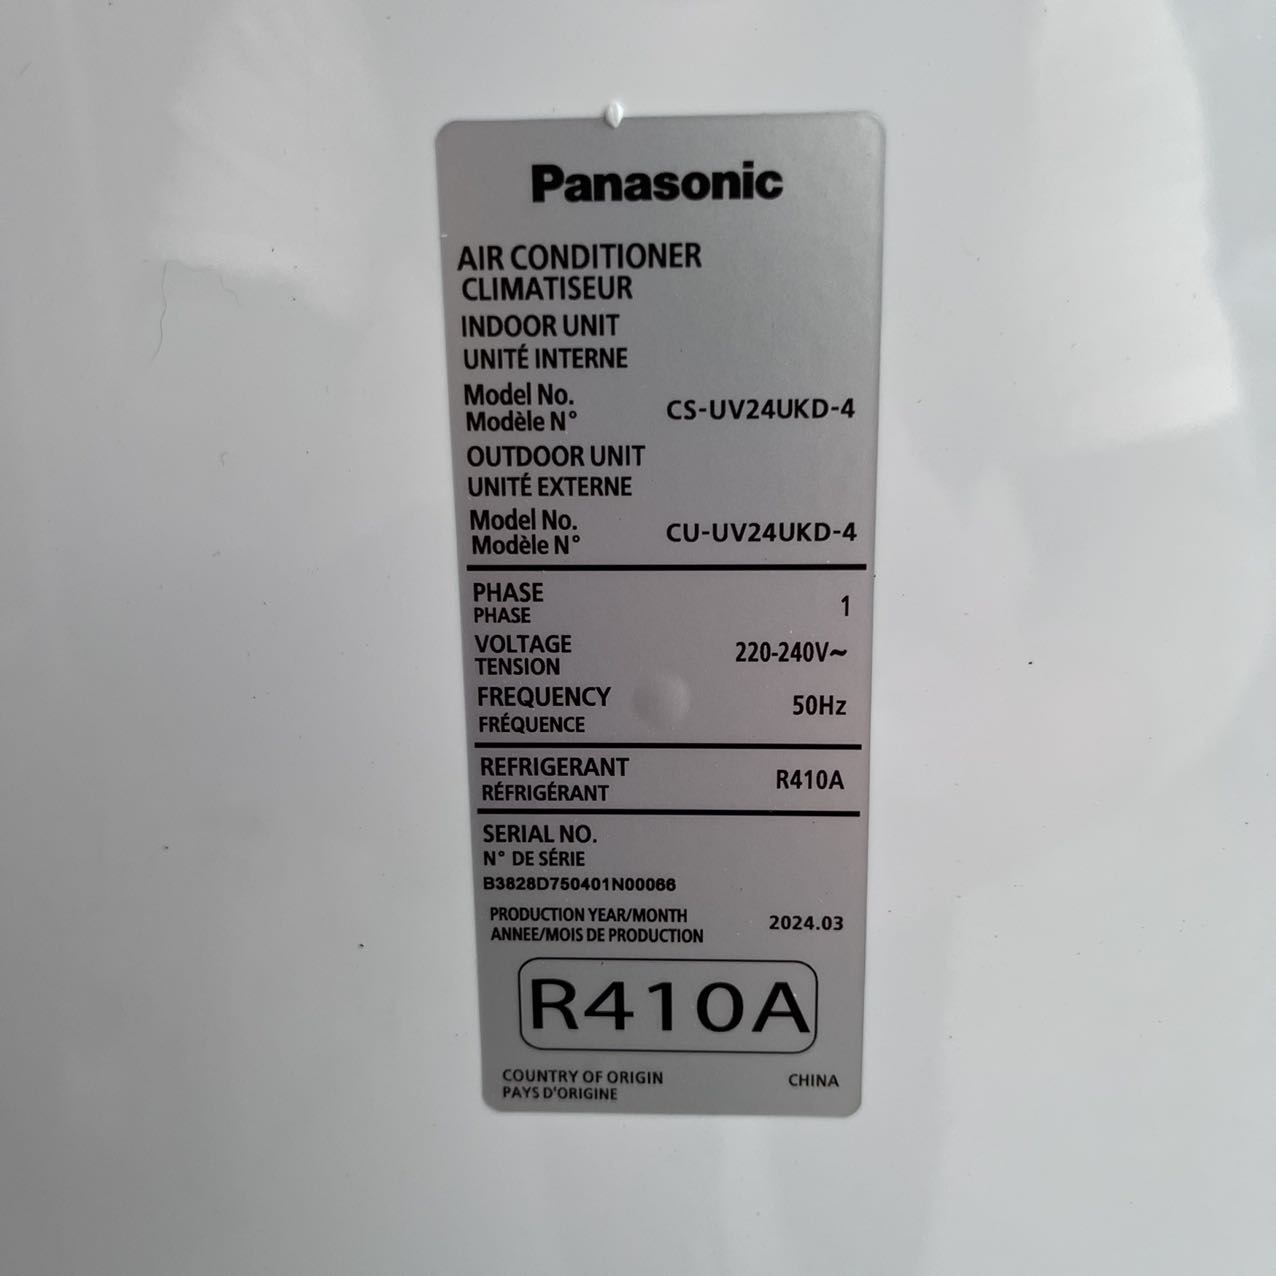 Panasonic
AIR CONDITIONER
CLIMATISEUR
INDOOR UNIT
UNITÉ INTERNE
Model No.
Modèle N° CS-UV24UKD-4
OUTDOOR UNIT
UNITÉ EXTERNE
Model No.
Modèle N° CU-UV24UKD-4
PHASE
PHASE 1
VOLTAGE
TENSION 220-240V~
FREQUENCY
FRÉQUENCE 50Hz
REFRIGERANT
RÉFRIGÉRANT R410A
SERIAL NO.
N° DE SÉRIE
B3828D750401N00066
PRODUCTION YEAR/MONTH
ANNEE/MOIS DE PRODUCTION 2024.03
R410A
COUNTRY OF ORIGIN
PAYS D'ORIGINE CHINA